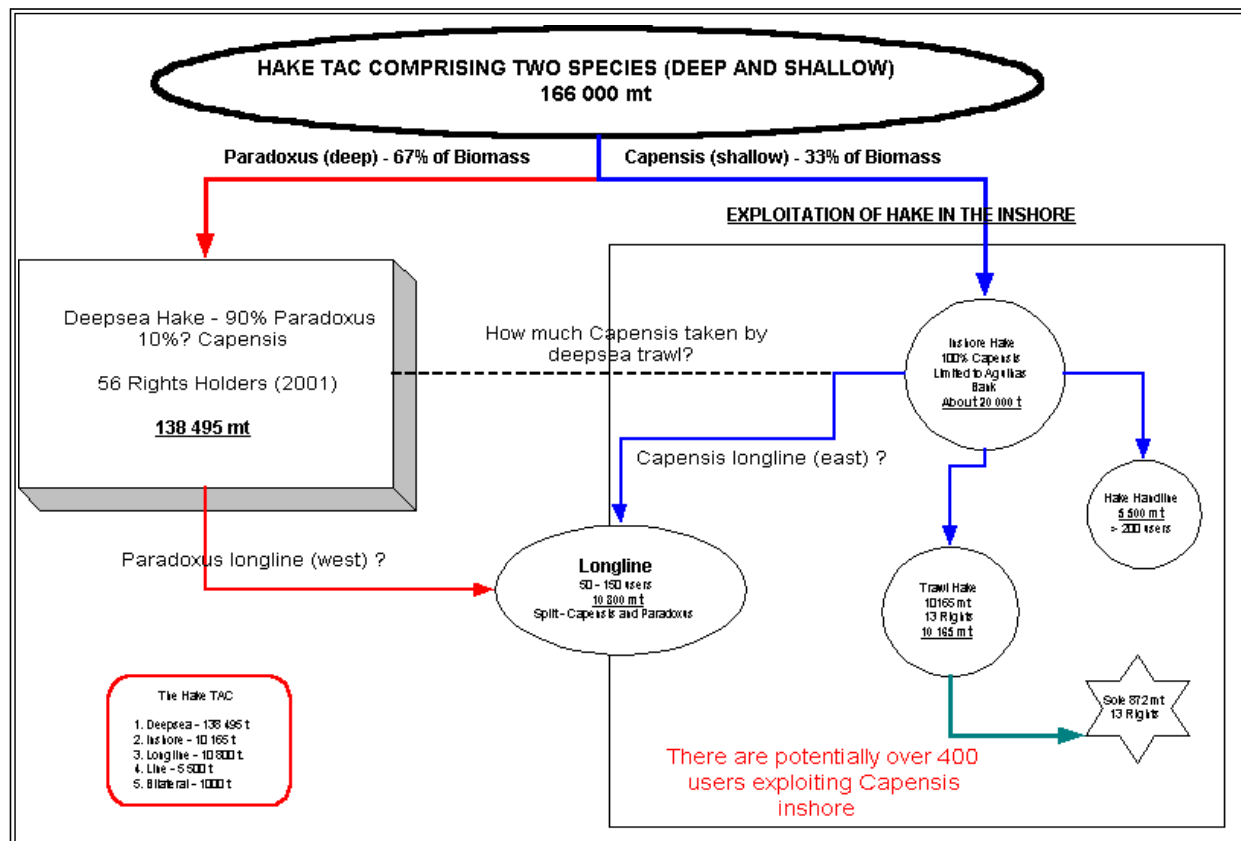 HAKE TAC COMPRISING TWO SPECIES (DEEP AND SHALLOW)
166 000 mt
Paradoxus (deep) - 67% of Biomass
Capensis (shallow) - 33% of Biomass
EXPLOITATION OF HAKE IN THE INSHORE
Deepsea Hake - 90% Paradoxus
10%? Capensis
56 Rights Holders (2001)
138 495 mt
How much Capensis taken by
deepsea trawl?
Inshore Hake
100% Capensis
Limited to Agulhas
Bank
About 20 000 t
Capensis longline (east) ?
Hake Handline
5 500 mt
> 200 users
Paradoxus longline (west) ?
Longline
50 - 150 users
10 800 mt
Split - Capensis and Paradoxus
Trawl Hake
10165 mt
13 Rights
10 165 mt
Sole 872 mt
13 Rights
The Hake TAC
1. Deepsea - 138 495 t
2. Inshore - 10 165 t
3. Longline - 10 800 t
4. Line - 5 500 t
5. Bilateral - 1000 t
There are potentially over 400
users exploiting Capensis
inshore